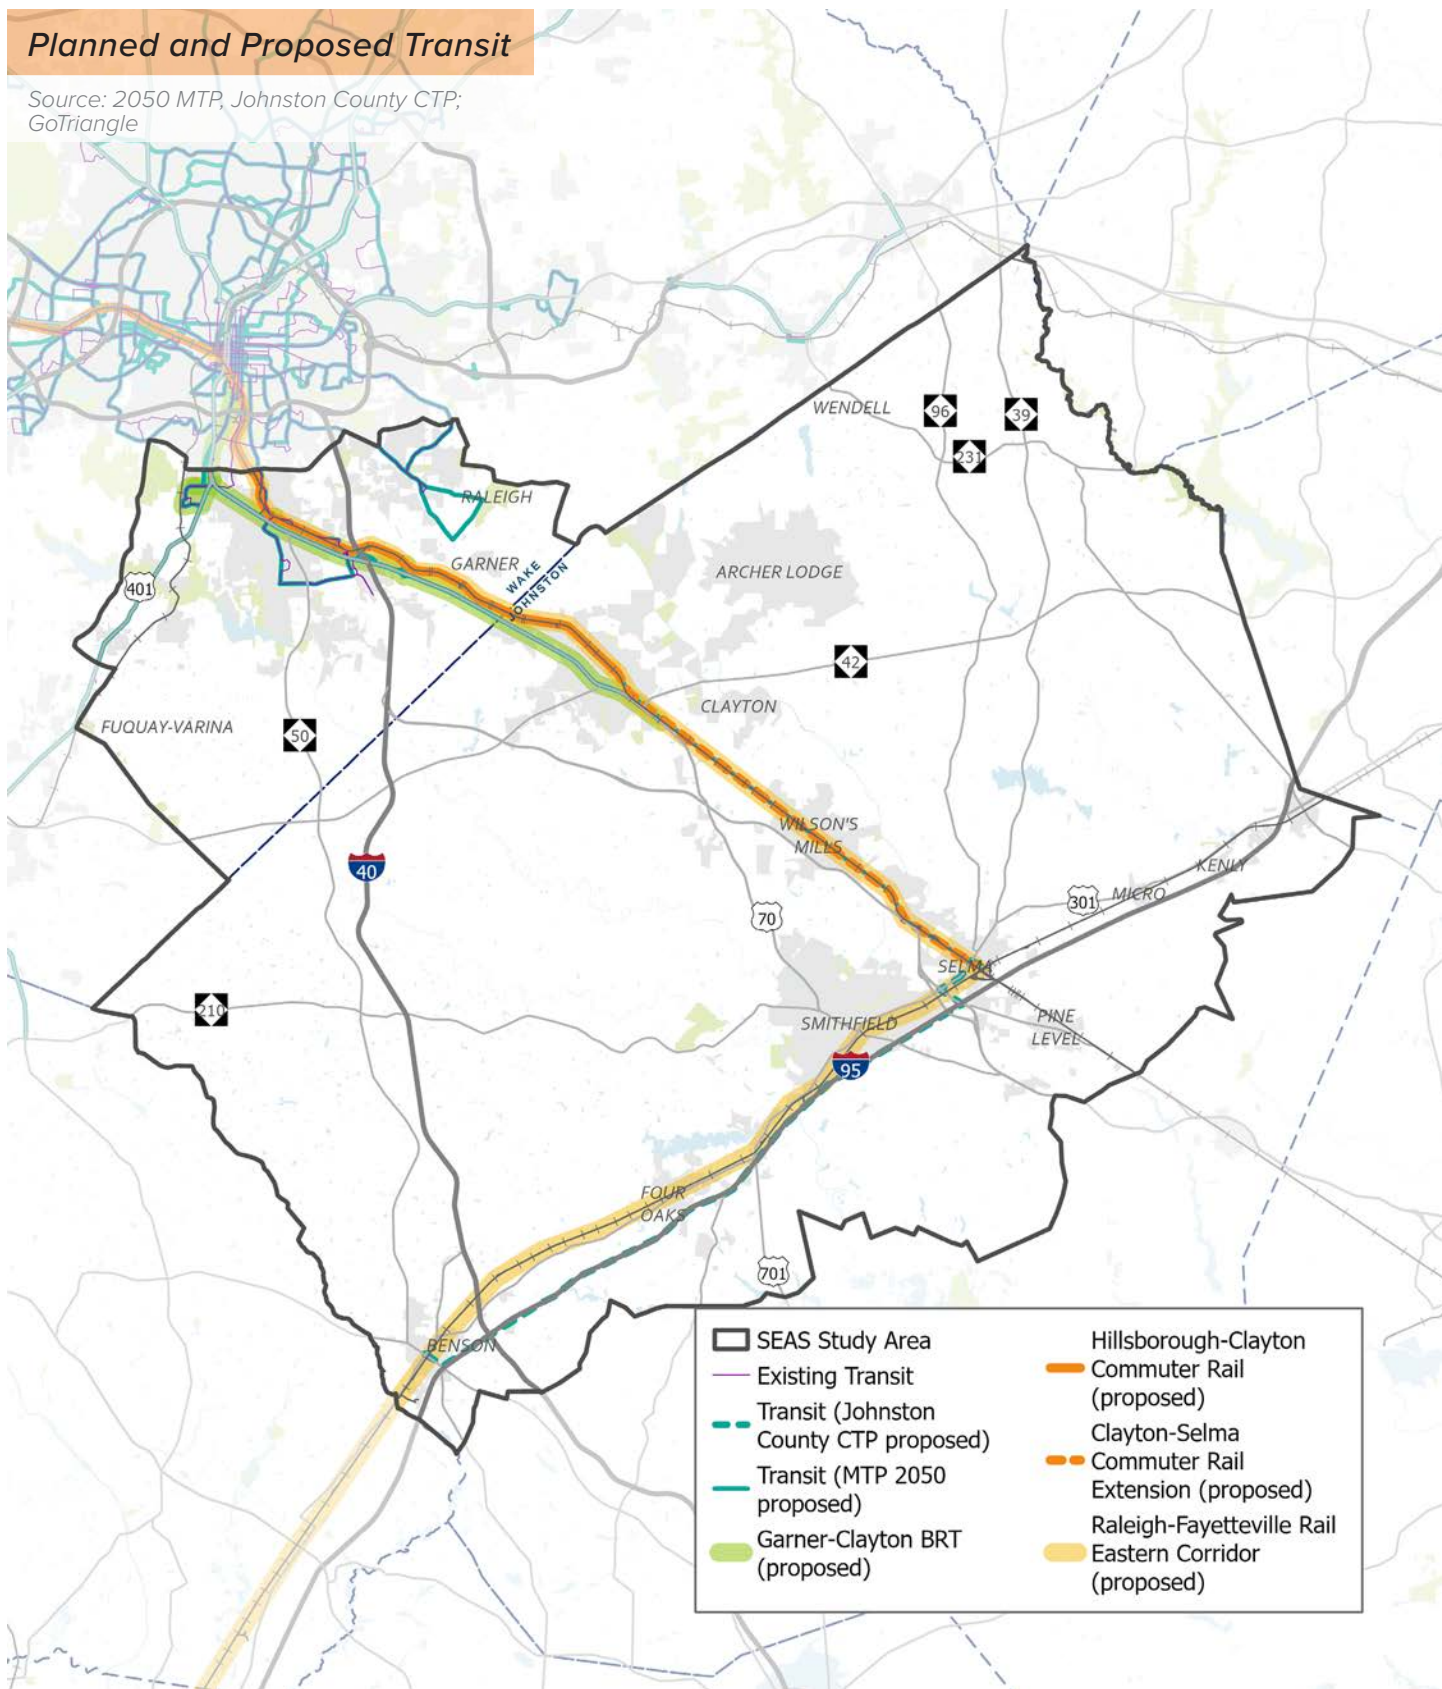 Planned and Proposed Transit
Source: 2050 MTP, Johnston County CTP;
GoTriangle
WENDELL
96
39
231
RALEIGH
GARNER
WAKE
JOHNSTON
ARCHER LODGE
401
42
FUQUAY-VARINA
50
CLAYTON
WILSON'S
MILLS
40
KENLY
301
MICRO
70
SELMA
210
SMITHFIELD
PINE
LEVEL
95
FOUR
OAKS
701
BENSON
SEAS Study Area
Existing Transit
Transit (Johnston
County CTP proposed)
Transit (MTP 2050
proposed)
Garner-Clayton BRT
(proposed)
Hillsborough-Clayton
Commuter Rail
(proposed)
Clayton-Selma
Commuter Rail
Extension (proposed)
Raleigh-Fayetteville Rail
Eastern Corridor
(proposed)